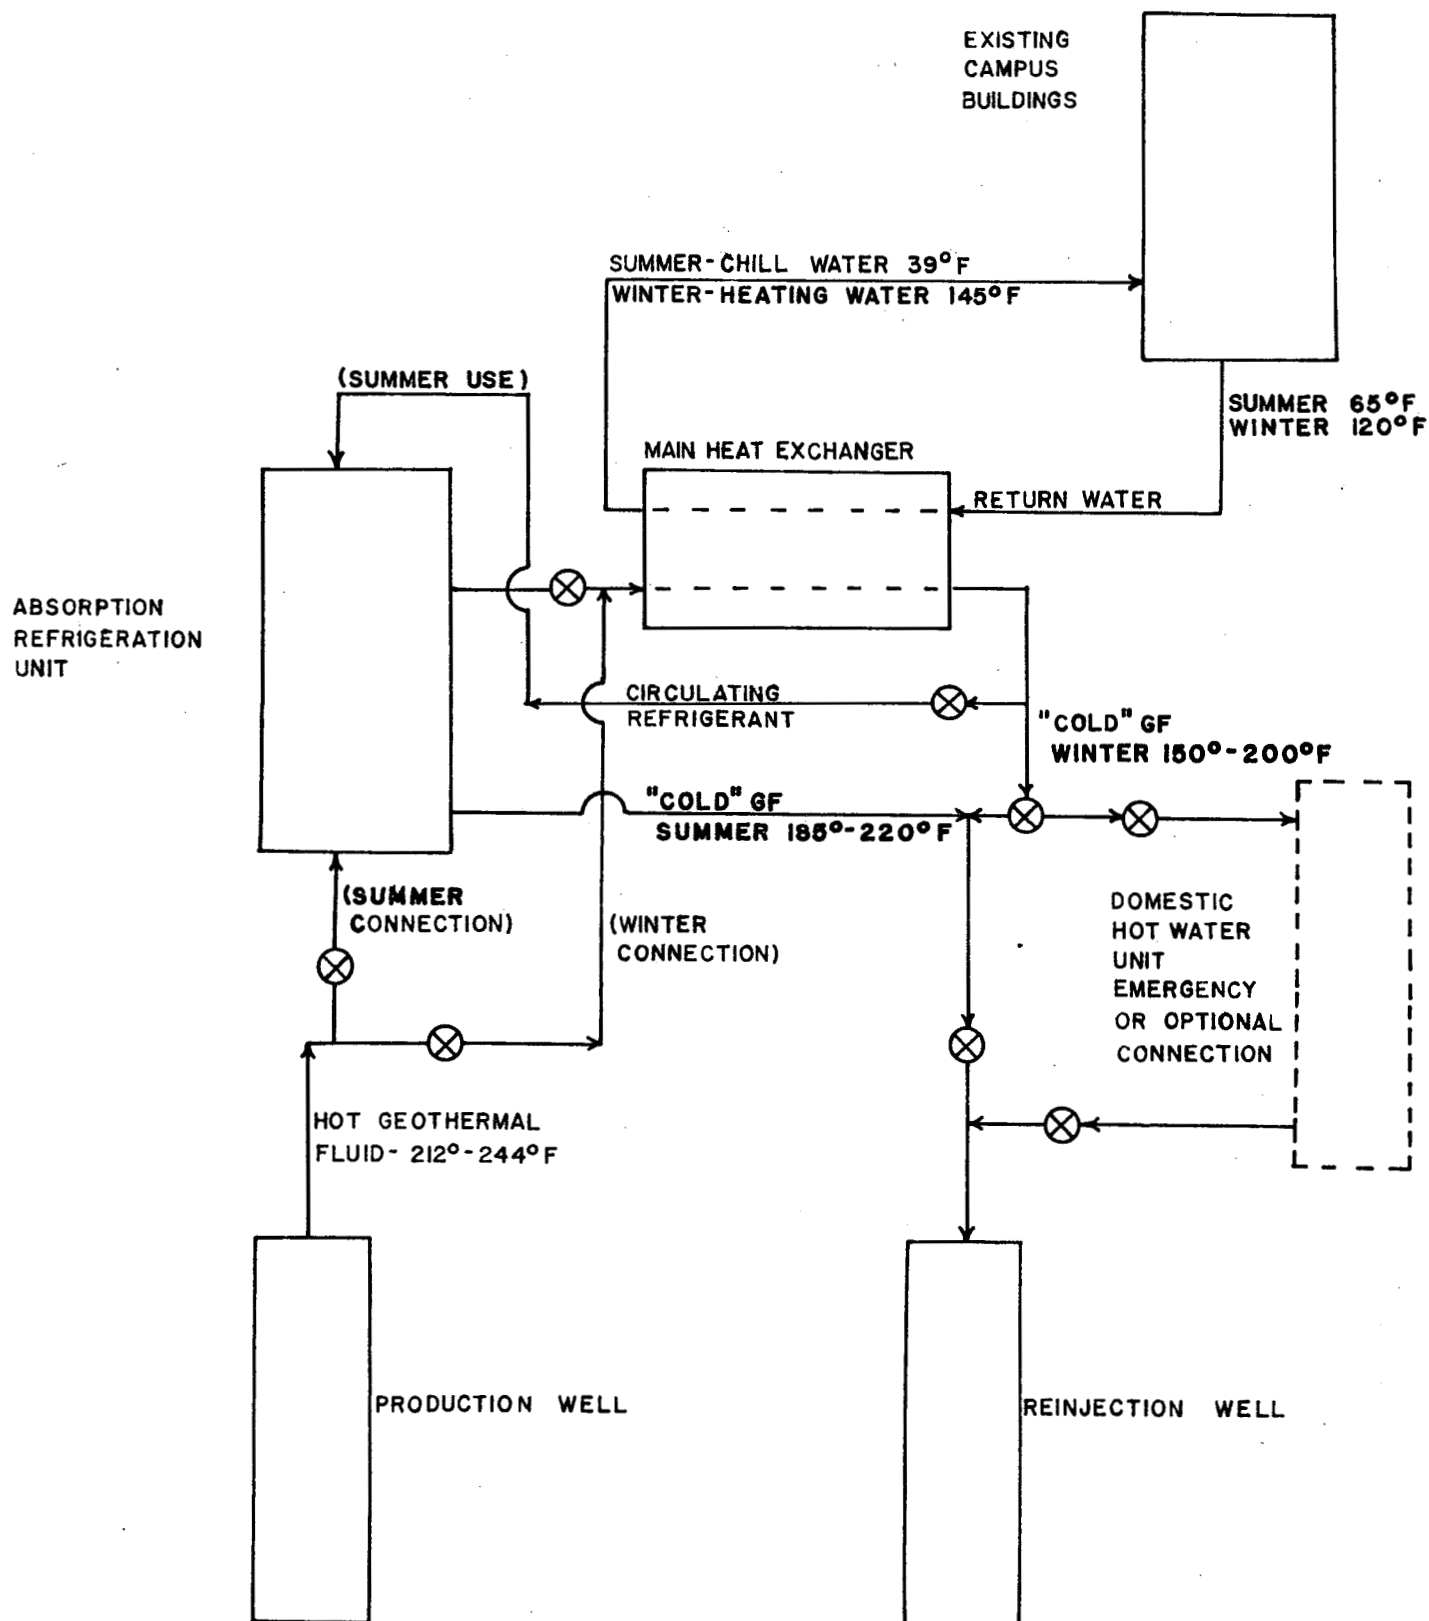 EXISTING
CAMPUS
BUILDINGS
SUMMER-CHILL WATER 39°F
WINTER-HEATING WATER 145°F
(SUMMER USE)
SUMMER 65°F
WINTER 120°F
MAIN HEAT EXCHANGER
RETURN WATER
ABSORPTION
REFRIGERATION
UNIT
CIRCULATING
REFRIGERANT
"COLD" GF
WINTER 150°-200°F
"COLD" GF
SUMMER 185°-220°F
(SUMMER
CONNECTION)
(WINTER
CONNECTION)
DOMESTIC
HOT WATER
UNIT
EMERGENCY
OR OPTIONAL
CONNECTION
HOT GEOTHERMAL
FLUID- 212°-244°F
PRODUCTION WELL
REINJECTION WELL